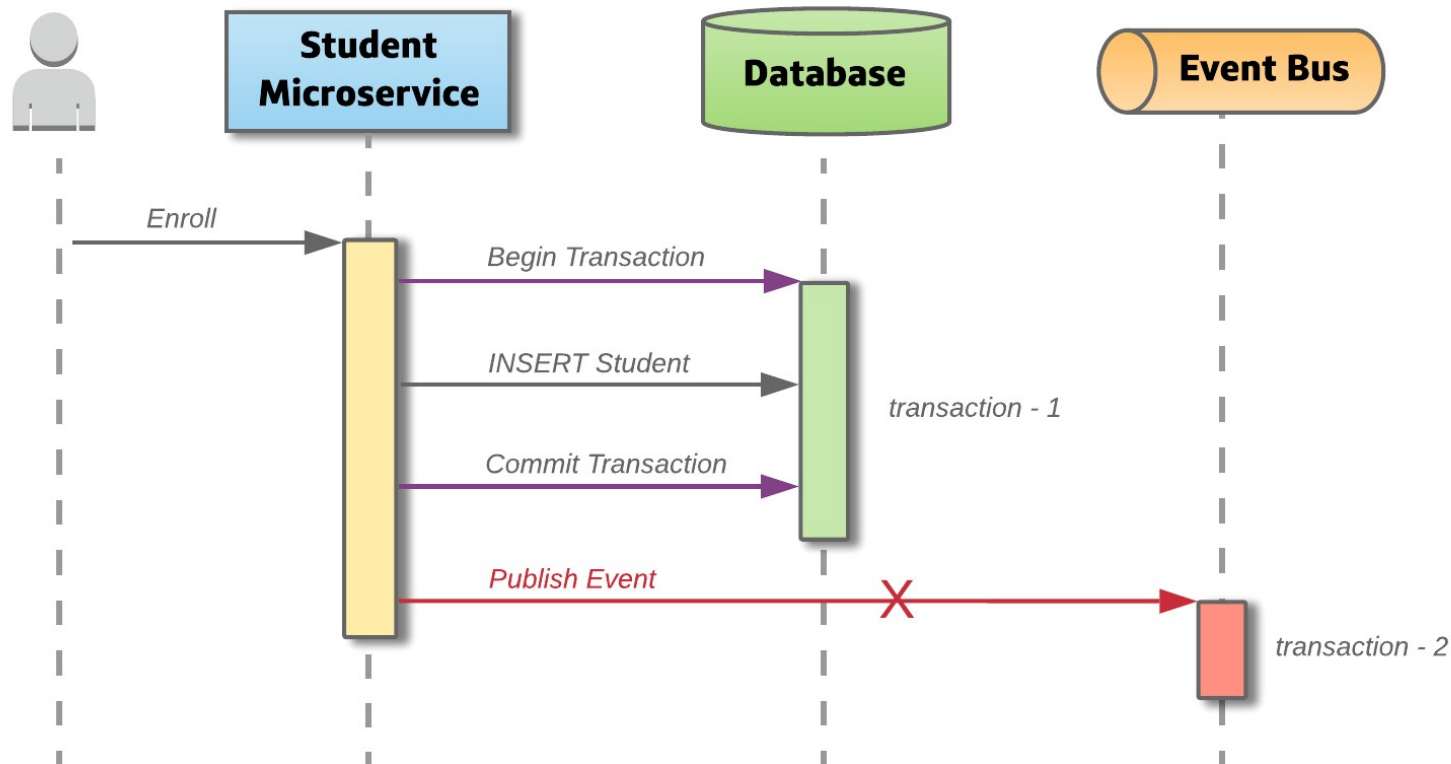 Student
Microservice
Database
Event Bus
Enroll
Begin Transaction
INSERT Student
transaction - 1
Commit Transaction
Publish Event
X
transaction - 2